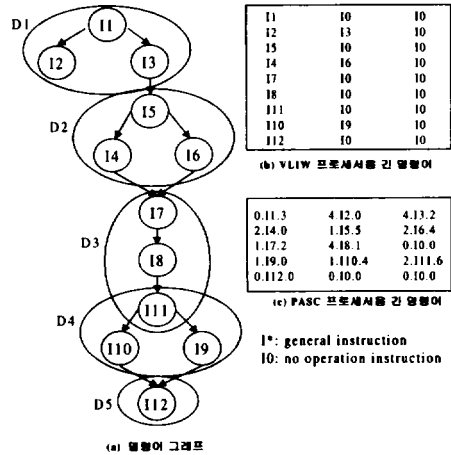 D1
I1
I2
I3
D2
I5
I4
I6
I7
D3
I8
I11
D4
I10
I9
D5
I12
(a) 명령어 그래프
I1 I0 I0
I2 I3 I0
I5 I0 I0
I4 I6 I0
I7 I0 I0
I8 I0 I0
I11 I0 I0
I10 I9 I0
I12 I0 I0
(b) VLIW 프로세서용 긴 명령어
0.I1.3 4.I2.0 4.I3.2
2.I4.0 1.I5.5 2.I6.4
1.I7.2 4.I8.1 0.I0.0
1.I9.0 1.I10.4 2.I11.6
0.I12.0 0.I0.0 0.I0.0
(c) PASC 프로세서용 긴 명령어
I*: general instruction
I0: no operation instruction